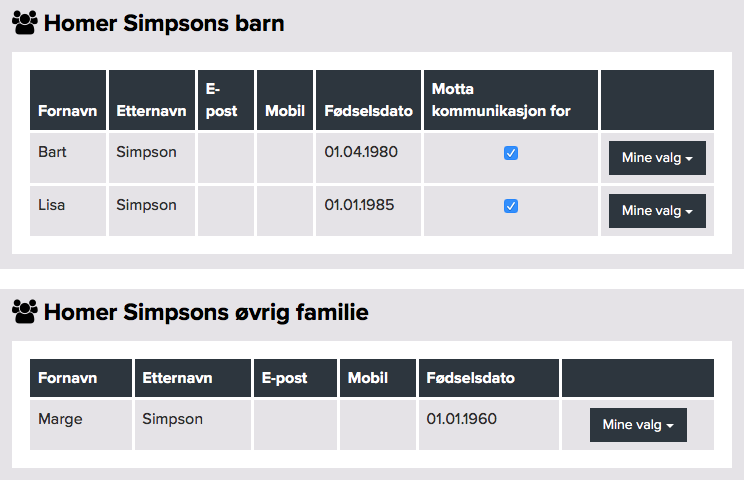 Homer Simpsons barn
Fornavn Etternavn E-post Mobil Fødselsdato Motta kommunikasjon for
Bart Simpson 01.04.1980 Mine valg
Lisa Simpson 01.01.1985 Mine valg
Homer Simpsons øvrig familie
Fornavn Etternavn E-post Mobil Fødselsdato
Marge Simpson 01.01.1960 Mine valg